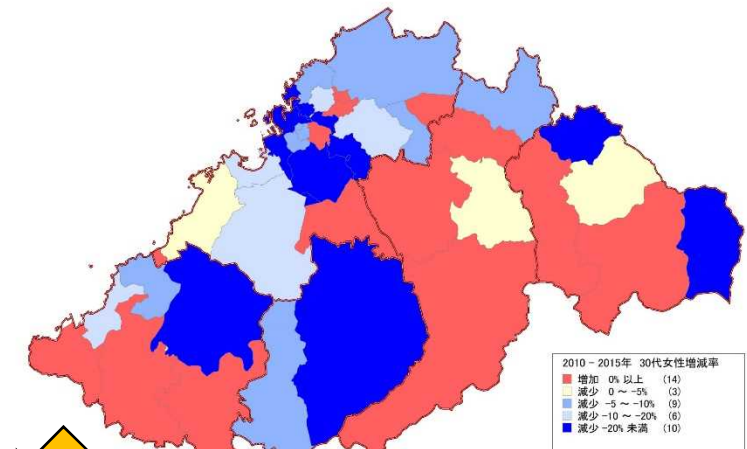 2010-2015年 30代女性増減率
増加 0% 以上 (14)
減少 0 ～ -5% (3)
減少 -5 ～ -10% (9)
減少 -10 ～ -20% (6)
減少 -20% 未満 (10)